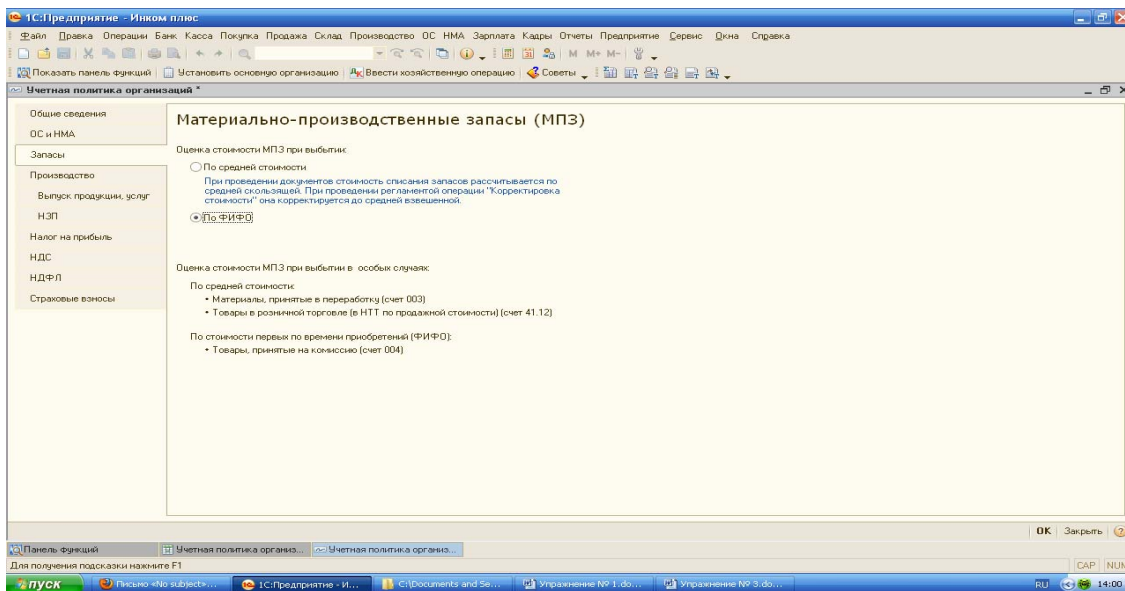 1С:Предприятие - Инком плюс
Файл Правка Операции Банк Касса Покупка Продажа Склад Производство ОС НМА Зарплата Кадры Отчеты Предприятие Сервис Окна Справка
M M+ M-
Показать панель функций Установить основную организацию Ввести хозяйственную операцию Советы
Учетная политика организаций *
Общие сведения
ОС и НМА
Запасы
Производство
Выпуск продукции, услуг
НЗП
Налог на прибыль
НДС
НДФЛ
Страховые взносы
Материально-производственные запасы (МПЗ)
Оценка стоимости МПЗ при выбытии:
По средней стоимости
При проведении документов стоимость списания запасов рассчитывается по
средней скользящей. При проведении регламентой операции "Корректировка
стоимости" она корректируется до средней взвешенной.
По ФИФО
Оценка стоимости МПЗ при выбытии в особых случаях:
По средней стоимости:
• Материалы, принятые в переработку (счет 003)
• Товары в розничной торговле (в НТТ по продажной стоимости) (счет 41.12)
По стоимости первых по времени приобретений (ФИФО):
• Товары, принятые на комиссию (счет 004)
OK Закрыть
Панель функций Учетная политика организ... Учетная политика организ...
Для получения подсказки нажмите F1
CAP NUM
пуск Письмо «No subject»... 1С:Предприятие - И... C:\Documents and Se... Упражнение № 1.do... Упражнение № 3.do... RU 14:00